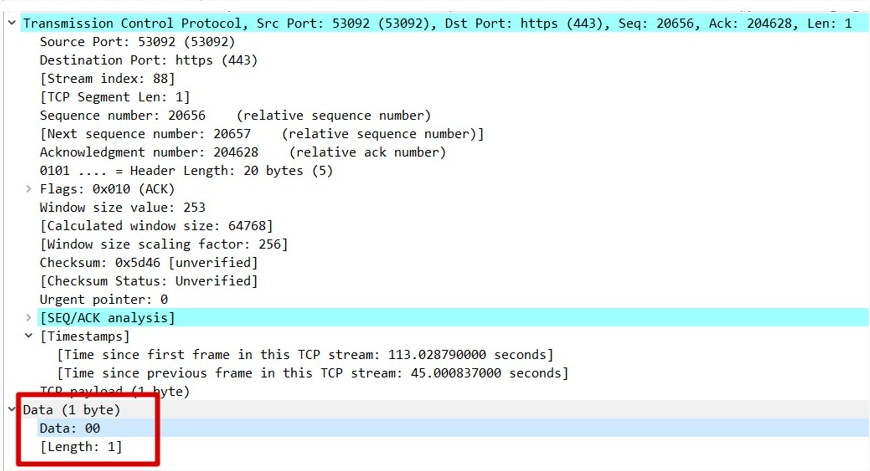 Transmission Control Protocol, Src Port: 53092 (53092), Dst Port: https (443), Seq: 20656, Ack: 204628, Len: 1
Source Port: 53092 (53092)
Destination Port: https (443)
[Stream index: 88]
[TCP Segment Len: 1]
Sequence number: 20656    (relative sequence number)
[Next sequence number: 20657    (relative sequence number)]
Acknowledgment number: 204628    (relative ack number)
0101 .... = Header Length: 20 bytes (5)
Flags: 0x010 (ACK)
Window size value: 253
[Calculated window size: 64768]
[Window size scaling factor: 256]
Checksum: 0x5d46 [unverified]
[Checksum Status: Unverified]
Urgent pointer: 0
[SEQ/ACK analysis]
[Timestamps]
[Time since first frame in this TCP stream: 113.028790000 seconds]
[Time since previous frame in this TCP stream: 45.000837000 seconds]
TCP payload (1 byte)
Data (1 byte)
Data: 00
[Length: 1]